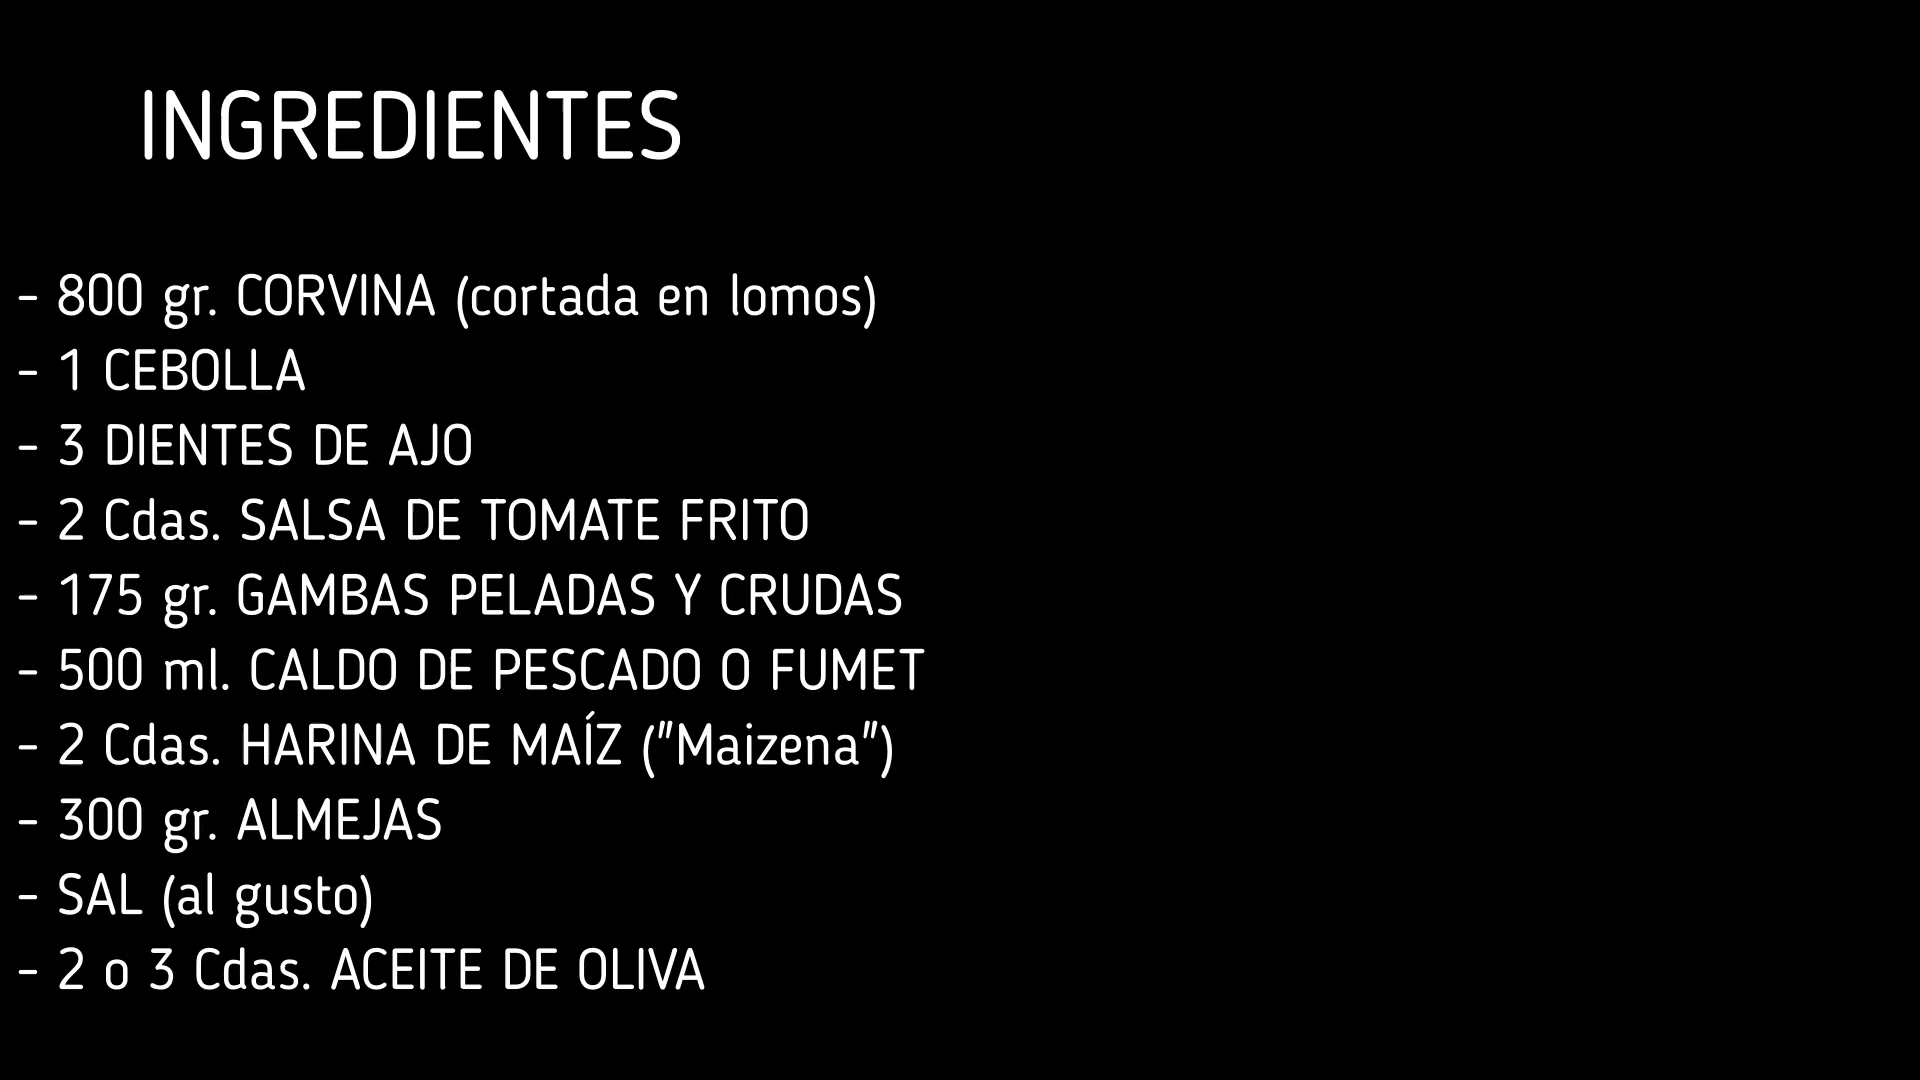 INGREDIENTES
- 800 gr. CORVINA (cortada en lomos)
- 1 CEBOLLA
- 3 DIENTES DE AJO
- 2 Cdas. SALSA DE TOMATE FRITO
- 175 gr. GAMBAS PELADAS Y CRUDAS
- 500 ml. CALDO DE PESCADO O FUMET
- 2 Cdas. HARINA DE MAÍZ ("Maizena")
- 300 gr. ALMEJAS
- SAL (al gusto)
- 2 o 3 Cdas. ACEITE DE OLIVA